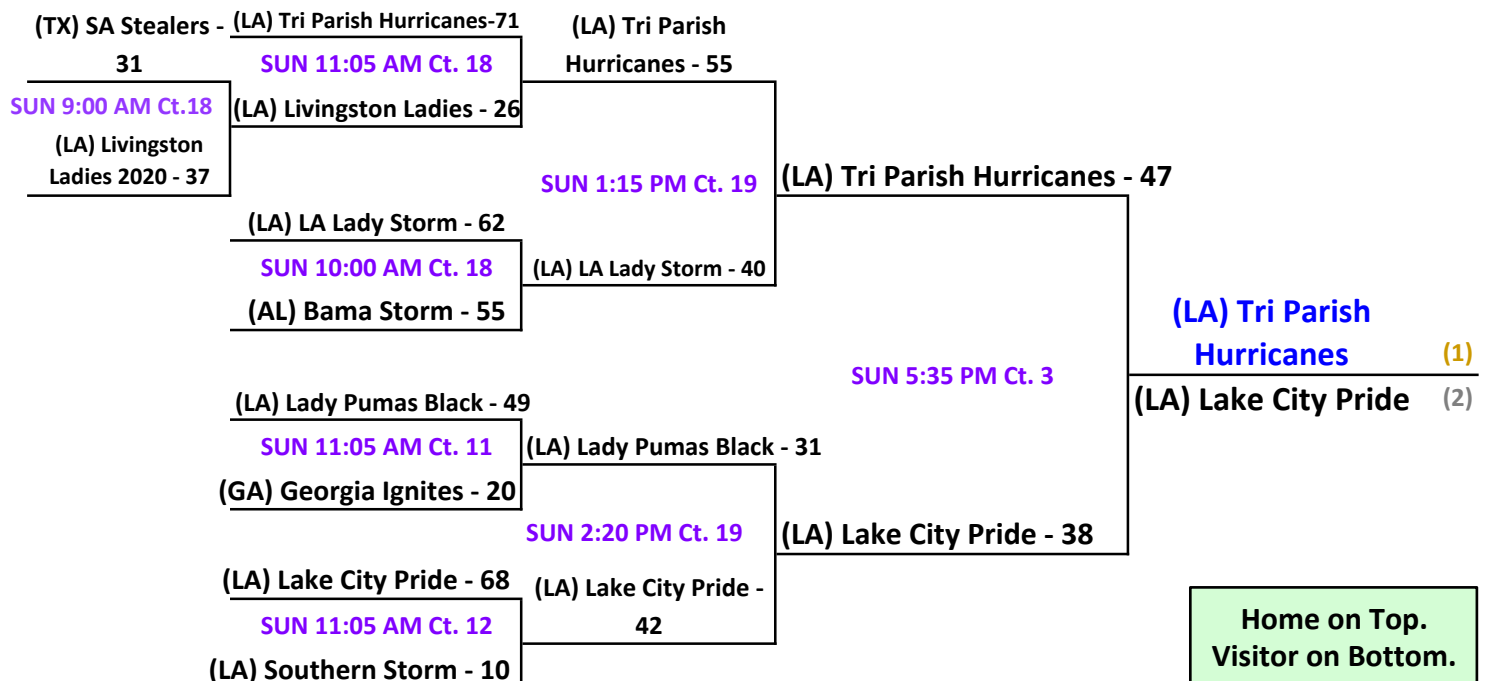 (TX) SA Stealers -
31
SUN 9:00 AM Ct.18
(LA) Livingston
Ladies 2020 - 37
(LA) Tri Parish Hurricanes-71
SUN 11:05 AM Ct. 18
(LA) Livingston Ladies - 26
(LA) LA Lady Storm - 62
SUN 10:00 AM Ct. 18
(AL) Bama Storm - 55
(LA) Lady Pumas Black - 49
SUN 11:05 AM Ct. 11
(GA) Georgia Ignites - 20
(LA) Lake City Pride - 68
SUN 11:05 AM Ct. 12
(LA) Southern Storm - 10
(LA) Tri Parish
Hurricanes - 55
SUN 1:15 PM Ct. 19
(LA) LA Lady Storm - 40
(LA) Lady Pumas Black - 31
SUN 2:20 PM Ct. 19
(LA) Lake City Pride -
42
(LA) Tri Parish Hurricanes - 47
SUN 5:35 PM Ct. 3
(LA) Lake City Pride - 38
(LA) Tri Parish
Hurricanes (1)
(LA) Lake City Pride (2)
Home on Top.
Visitor on Bottom.